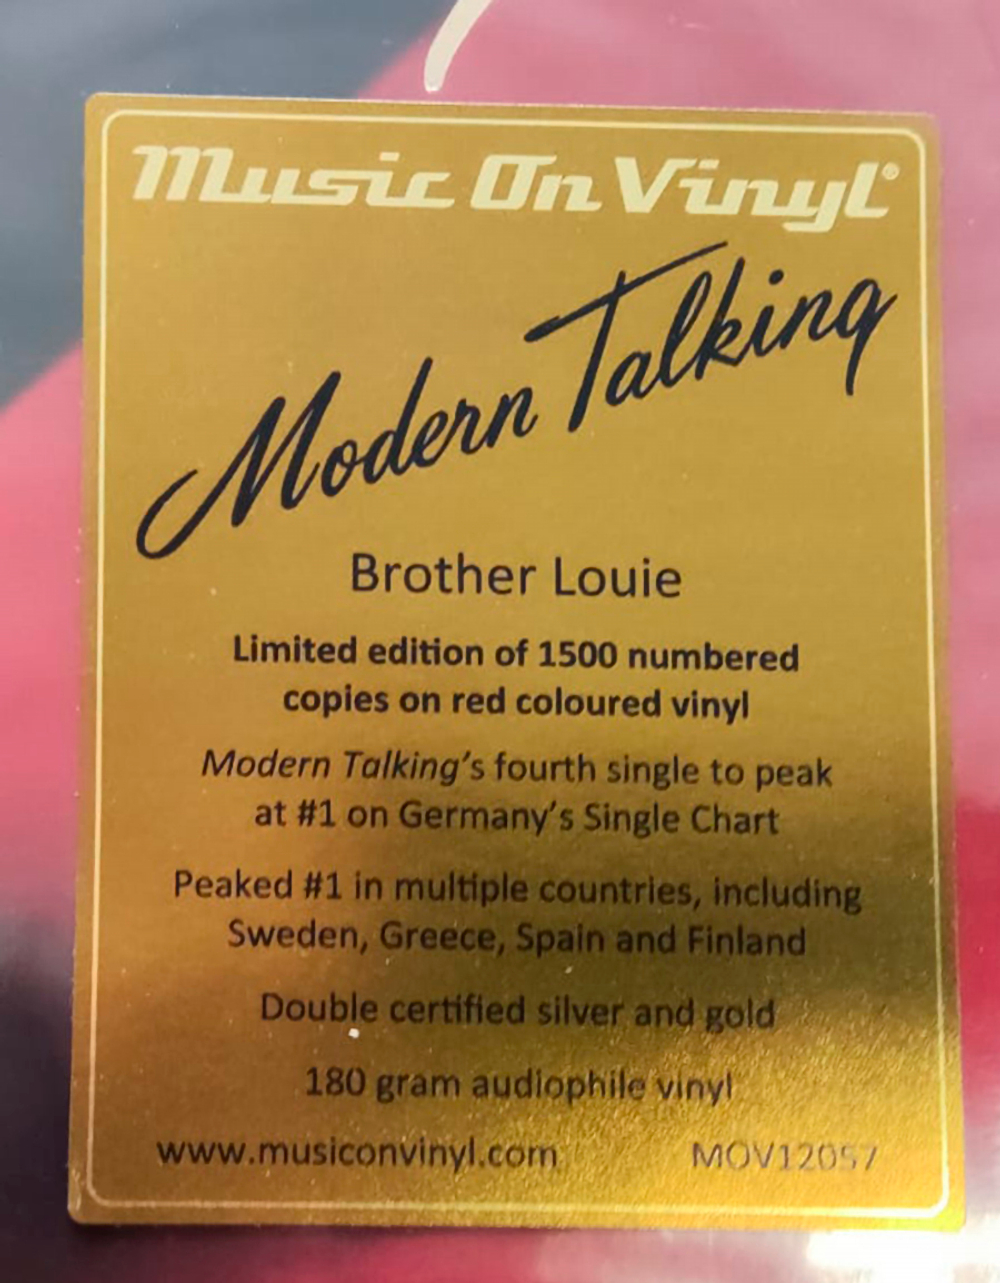 Music On Vinyl®
Modern Talking
Brother Louie
Limited edition of 1500 numbered
copies on red coloured vinyl
Modern Talking's fourth single to peak
at #1 on Germany's Single Chart
Peaked #1 in multiple countries, including
Sweden, Greece, Spain and Finland
Double certified silver and gold
180 gram audiophile vinyl
www.musiconvinyl.com MOV12057